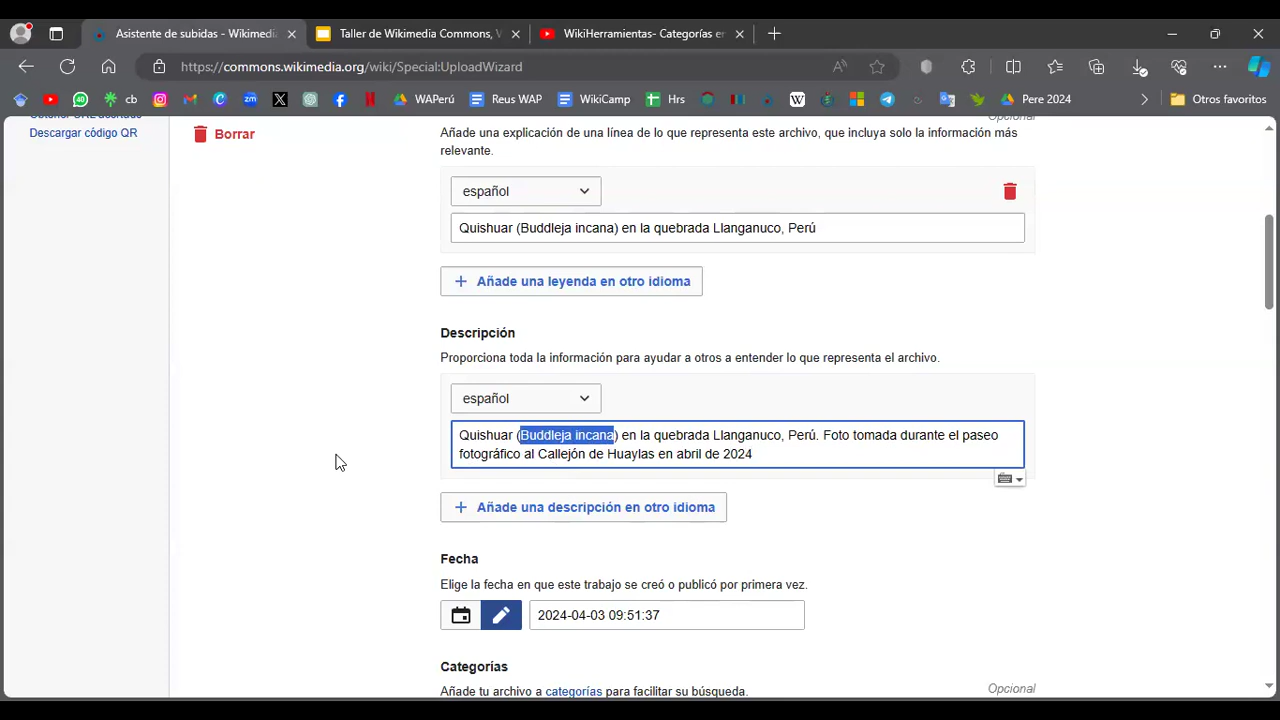 Asistente de subidas - Wikimedi
Taller de Wikimedia Commons, W
WikiHerramientas- Categorías en
https://commons.wikimedia.org/wiki/Special:UploadWizard
cb
WAPerú
Reus WAP
WikiCamp
Hrs
Pere 2024
Otros favoritos
Descargar código QR
Borrar
Opcional
Añade una explicación de una línea de lo que representa este archivo, que incluya solo la información más
relevante.
español
Quishuar (Buddleja incana) en la quebrada Llanganuco, Perú
Añade una leyenda en otro idioma
Descripción
Proporciona toda la información para ayudar a otros a entender lo que representa el archivo.
español
Quishuar (Buddleja incana) en la quebrada Llanganuco, Perú. Foto tomada durante el paseo
fotográfico al Callejón de Huaylas en abril de 2024
Añade una descripción en otro idioma
Fecha
Elige la fecha en que este trabajo se creó o publicó por primera vez.
2024-04-03 09:51:37
Categorías
Añade tu archivo a categorías para facilitar su búsqueda.
Opcional